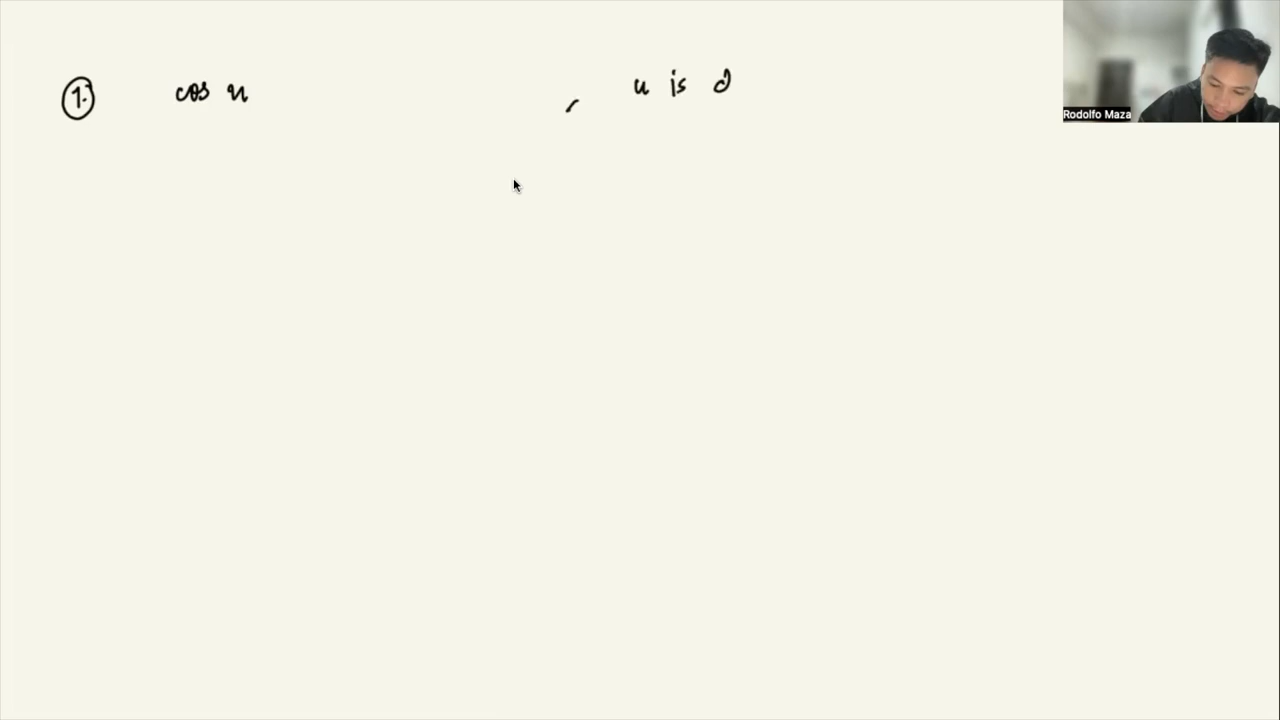 1. cos u , u is d
Rodolfo Maza